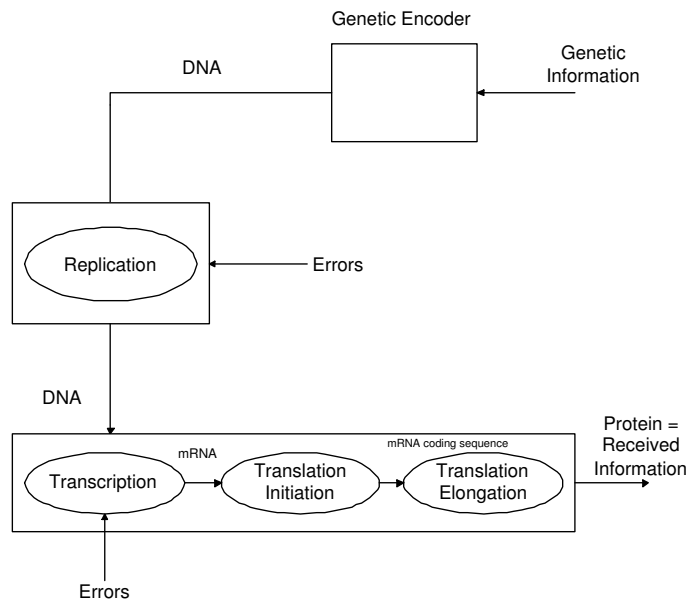 Genetic Encoder
Genetic
Information
DNA
Replication
Errors
DNA
Transcription
mRNA
Translation
Initiation
mRNA coding sequence
Translation
Elongation
Protein =
Received
Information
Errors